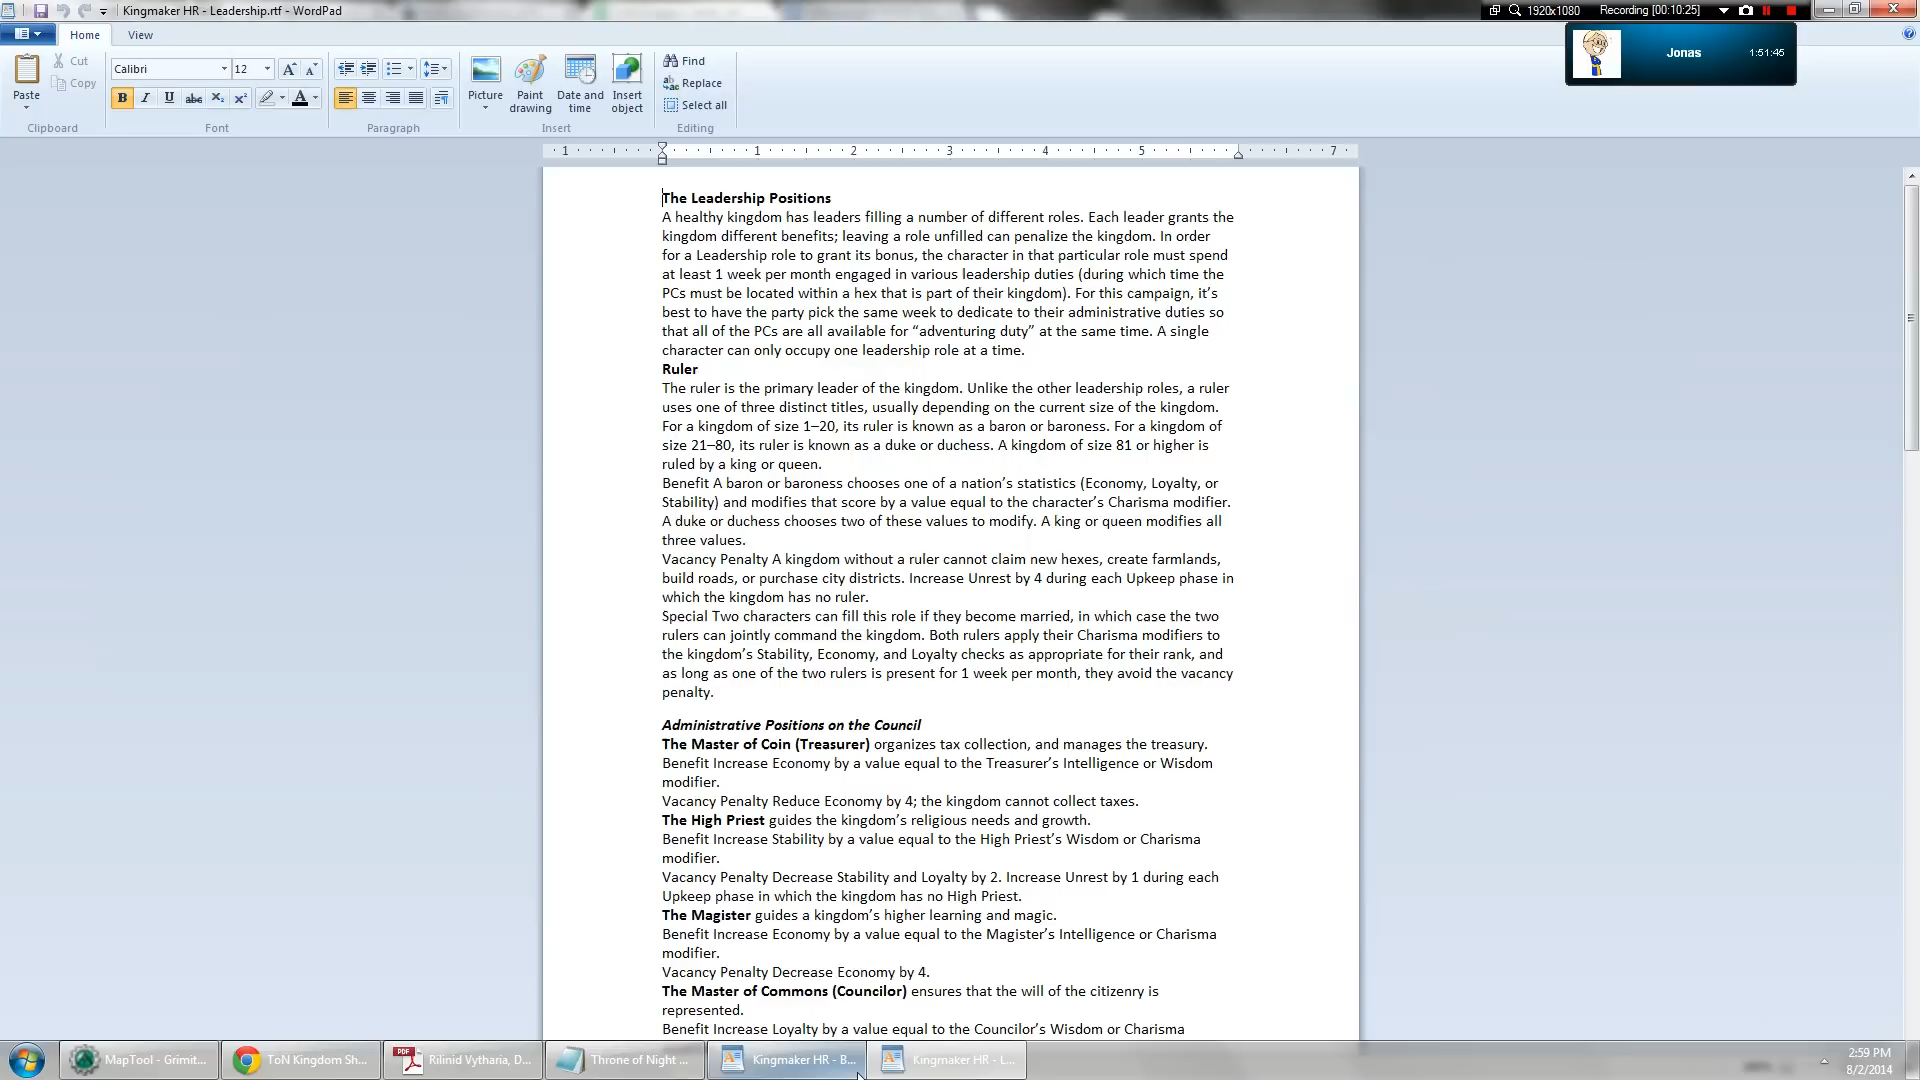 Kingmaker HR - Leadership.rtf - WordPad
1920x1080
Recording [00:10:25]
Home
View
Jonas
1:51:45
Paste
Cut
Copy
Calibri
12
Find
Replace
Select all
Picture
Paint drawing
Date and time
Insert object
Clipboard
Font
Paragraph
Insert
Editing
1 1 2 3 4 5 7
The Leadership Positions
A healthy kingdom has leaders filling a number of different roles. Each leader grants the
kingdom different benefits; leaving a role unfilled can penalize the kingdom. In order
for a Leadership role to grant its bonus, the character in that particular role must spend
at least 1 week per month engaged in various leadership duties (during which time the
PCs must be located within a hex that is part of their kingdom). For this campaign, it’s
best to have the party pick the same week to dedicate to their administrative duties so
that all of the PCs are all available for “adventuring duty” at the same time. A single
character can only occupy one leadership role at a time.
Ruler
The ruler is the primary leader of the kingdom. Unlike the other leadership roles, a ruler
uses one of three distinct titles, usually depending on the current size of the kingdom.
For a kingdom of size 1–20, its ruler is known as a baron or baroness. For a kingdom of
size 21–80, its ruler is known as a duke or duchess. A kingdom of size 81 or higher is
ruled by a king or queen.
Benefit A baron or baroness chooses one of a nation’s statistics (Economy, Loyalty, or
Stability) and modifies that score by a value equal to the character’s Charisma modifier.
A duke or duchess chooses two of these values to modify. A king or queen modifies all
three values.
Vacancy Penalty A kingdom without a ruler cannot claim new hexes, create farmlands,
build roads, or purchase city districts. Increase Unrest by 4 during each Upkeep phase in
which the kingdom has no ruler.
Special Two characters can fill this role if they become married, in which case the two
rulers can jointly command the kingdom. Both rulers apply their Charisma modifiers to
the kingdom’s Stability, Economy, and Loyalty checks as appropriate for their rank, and
as long as one of the two rulers is present for 1 week per month, they avoid the vacancy
penalty.
Administrative Positions on the Council
The Master of Coin (Treasurer) organizes tax collection, and manages the treasury.
Benefit Increase Economy by a value equal to the Treasurer’s Intelligence or Wisdom
modifier.
Vacancy Penalty Reduce Economy by 4; the kingdom cannot collect taxes.
The High Priest guides the kingdom’s religious needs and growth.
Benefit Increase Stability by a value equal to the High Priest’s Wisdom or Charisma
modifier.
Vacancy Penalty Decrease Stability and Loyalty by 2. Increase Unrest by 1 during each
Upkeep phase in which the kingdom has no High Priest.
The Magister guides a kingdom’s higher learning and magic.
Benefit Increase Economy by a value equal to the Magister’s Intelligence or Charisma
modifier.
Vacancy Penalty Decrease Economy by 4.
The Master of Commons (Councilor) ensures that the will of the citizenry is
represented.
Benefit Increase Loyalty by a value equal to the Councilor’s Wisdom or Charisma
MapTool - Grimit...
ToN Kingdom Sh...
Rilinid Vytharia, D...
Throne of Night ...
Kingmaker HR - B...
Kingmaker HR - L...
2:59 PM
8/2/2014